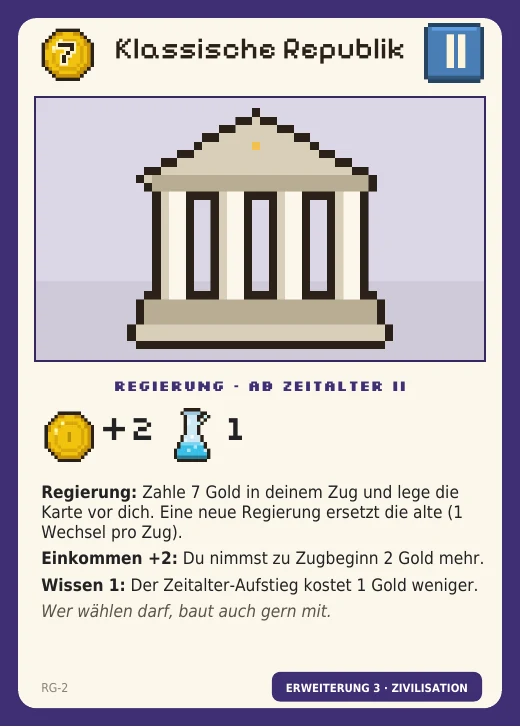 7 Klassische Republik II
REGIERUNG - AB ZEITALTER II
+2 1
Regierung: Zahle 7 Gold in deinem Zug und lege die
Karte vor dich. Eine neue Regierung ersetzt die alte (1
Wechsel pro Zug).
Einkommen +2: Du nimmst zu Zugbeginn 2 Gold mehr.
Wissen 1: Der Zeitalter-Aufstieg kostet 1 Gold weniger.
Wer wählen darf, baut auch gern mit.
RG-2 ERWEITERUNG 3 · ZIVILISATION